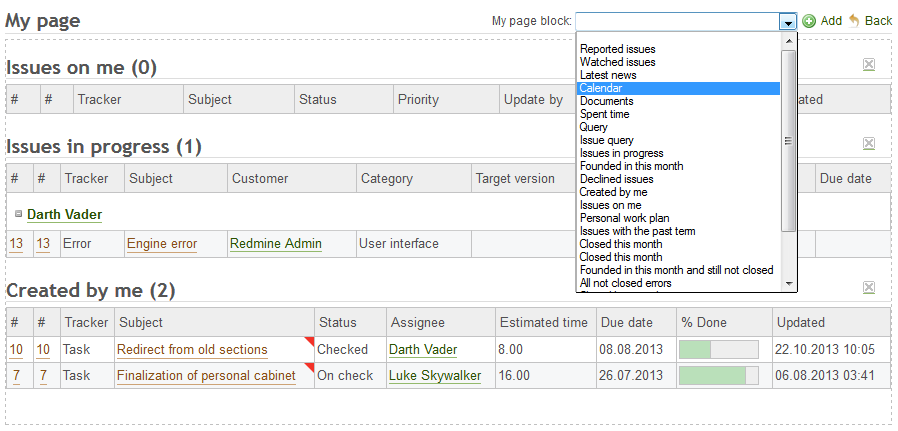 My page
My page block:
Add
Back
Reported issues
Watched issues
Latest news
Calendar
Documents
Spent time
Query
Issue query
Issues in progress
Founded in this month
Declined issues
Created by me
Issues on me
Personal work plan
Issues with the past term
Closed this month
Closed this month
Founded in this month and still not closed
All not closed errors
Issues on me (0)
# # Tracker Subject Status Priority Update by
Issues in progress (1)
# # Tracker Subject Customer Category Target version Due date
Darth Vader
13 13 Error Engine error Redmine Admin User interface
Created by me (2)
# # Tracker Subject Status Assignee Estimated time Due date % Done Updated
10 10 Task Redirect from old sections Checked Darth Vader 8.00 08.08.2013 22.10.2013 10:05
7 7 Task Finalization of personal cabinet On check Luke Skywalker 16.00 26.07.2013 06.08.2013 03:41